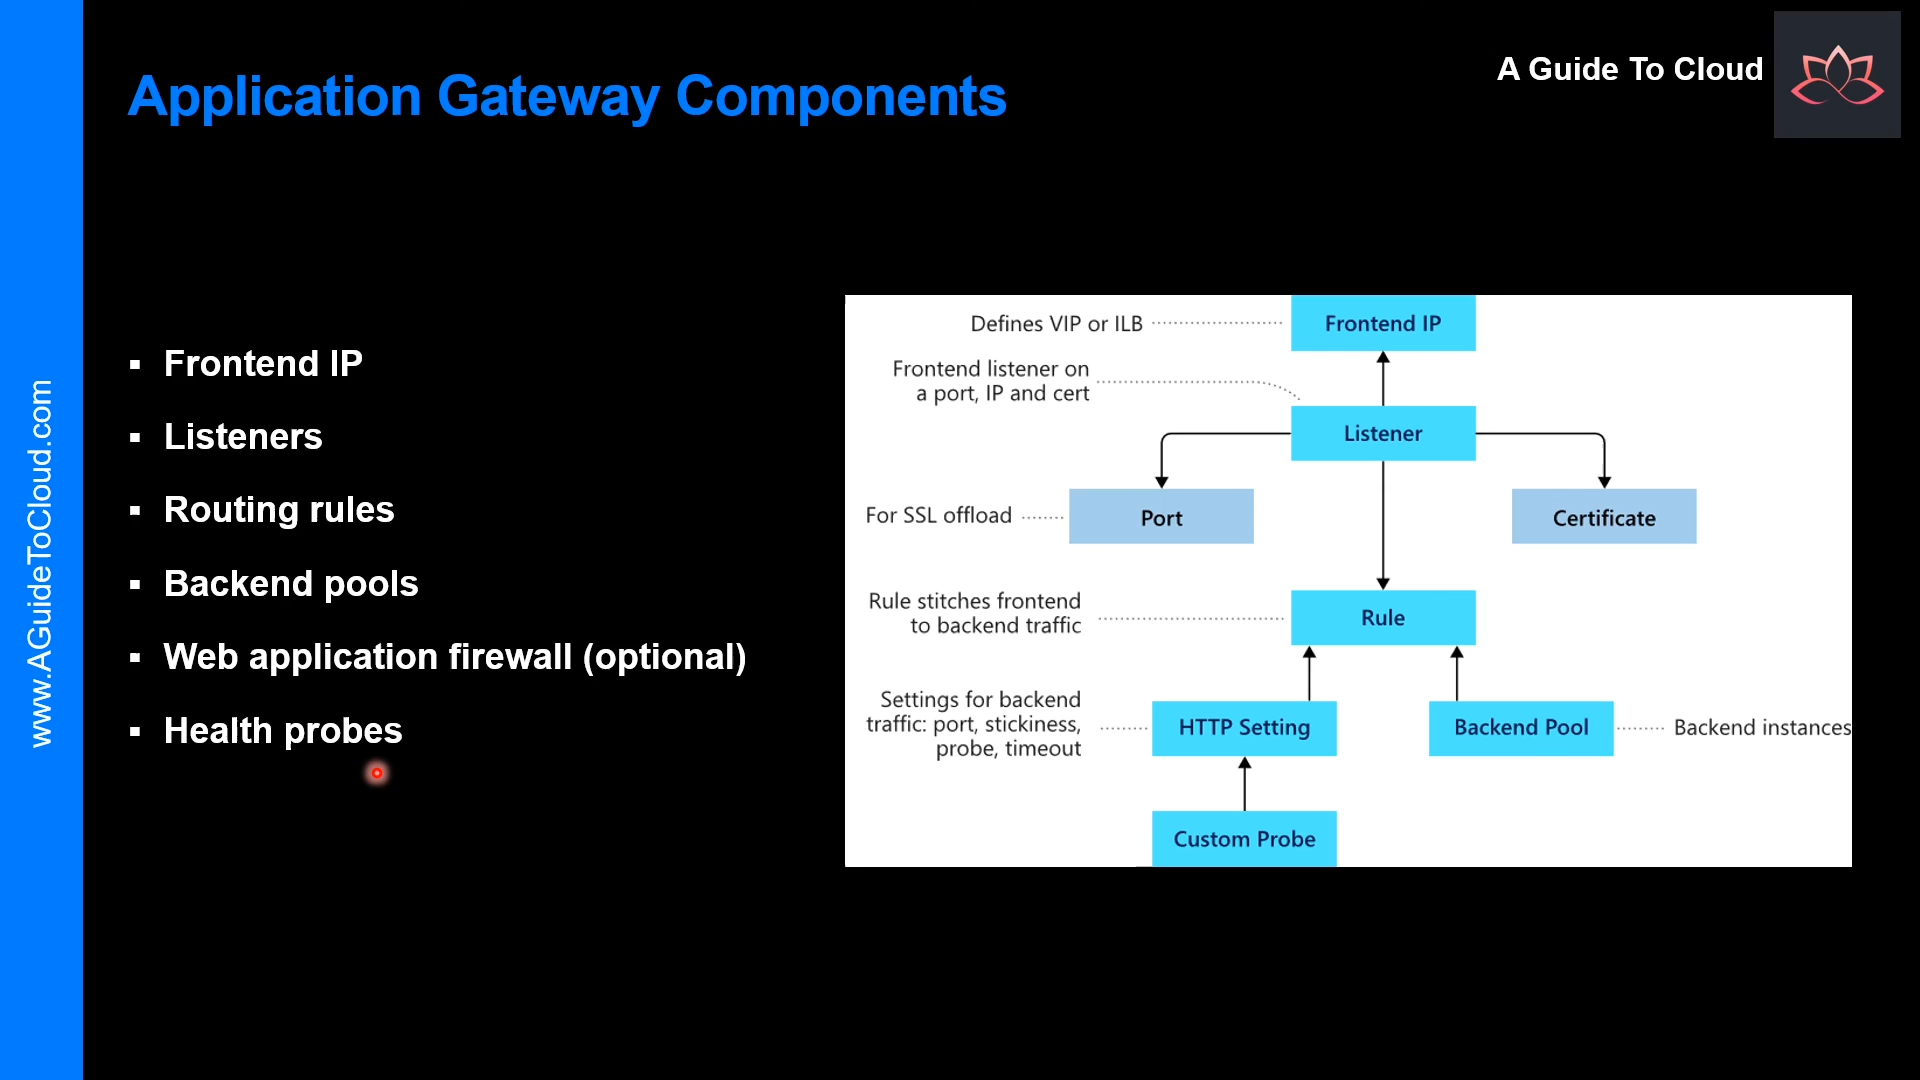 Application Gateway Components
A Guide To Cloud
www.AGuideToCloud.com
▪ Frontend IP
▪ Listeners
▪ Routing rules
▪ Backend pools
▪ Web application firewall (optional)
▪ Health probes
Defines VIP or ILB
Frontend IP
Frontend listener on
a port, IP and cert
Listener
For SSL offload
Port
Certificate
Rule stitches frontend
to backend traffic
Rule
Settings for backend
traffic: port, stickiness,
probe, timeout
HTTP Setting
Backend Pool
Backend instances
Custom Probe